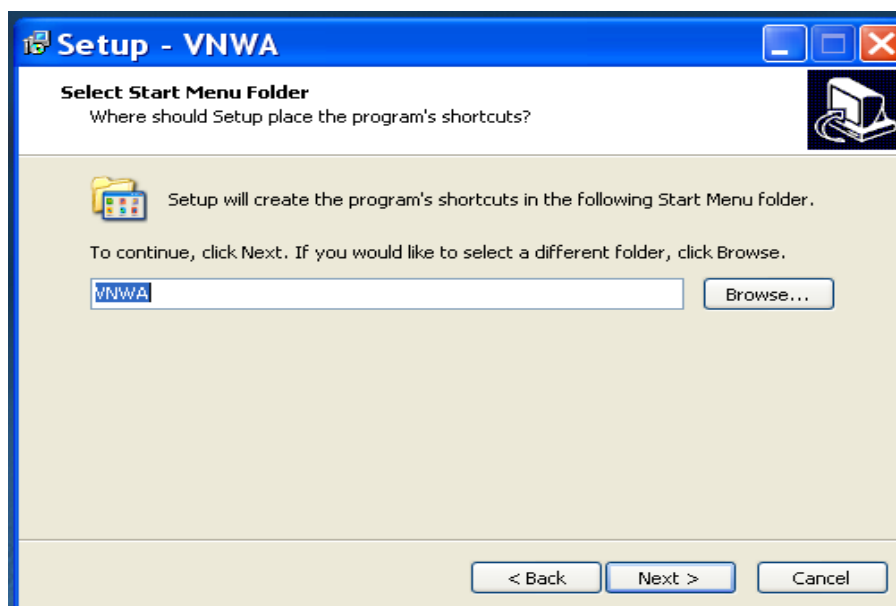 Setup - VNWA
Select Start Menu Folder
Where should Setup place the program's shortcuts?
Setup will create the program's shortcuts in the following Start Menu folder.
To continue, click Next. If you would like to select a different folder, click Browse.
VNWA
Browse...
< Back
Next >
Cancel